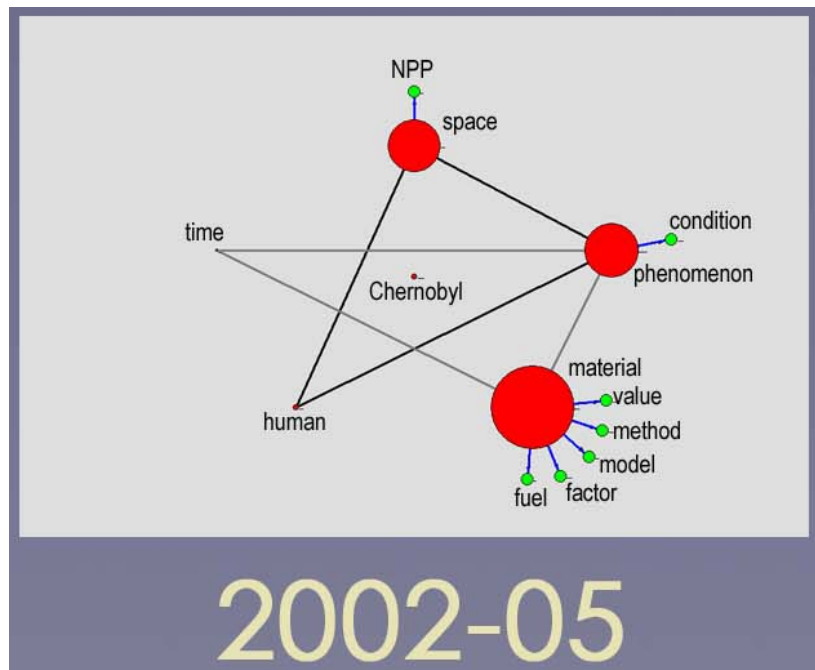 NPP
space
time
condition
phenomenon
Chernobyl
material
value
human
method
model
fuel
factor
2002-05